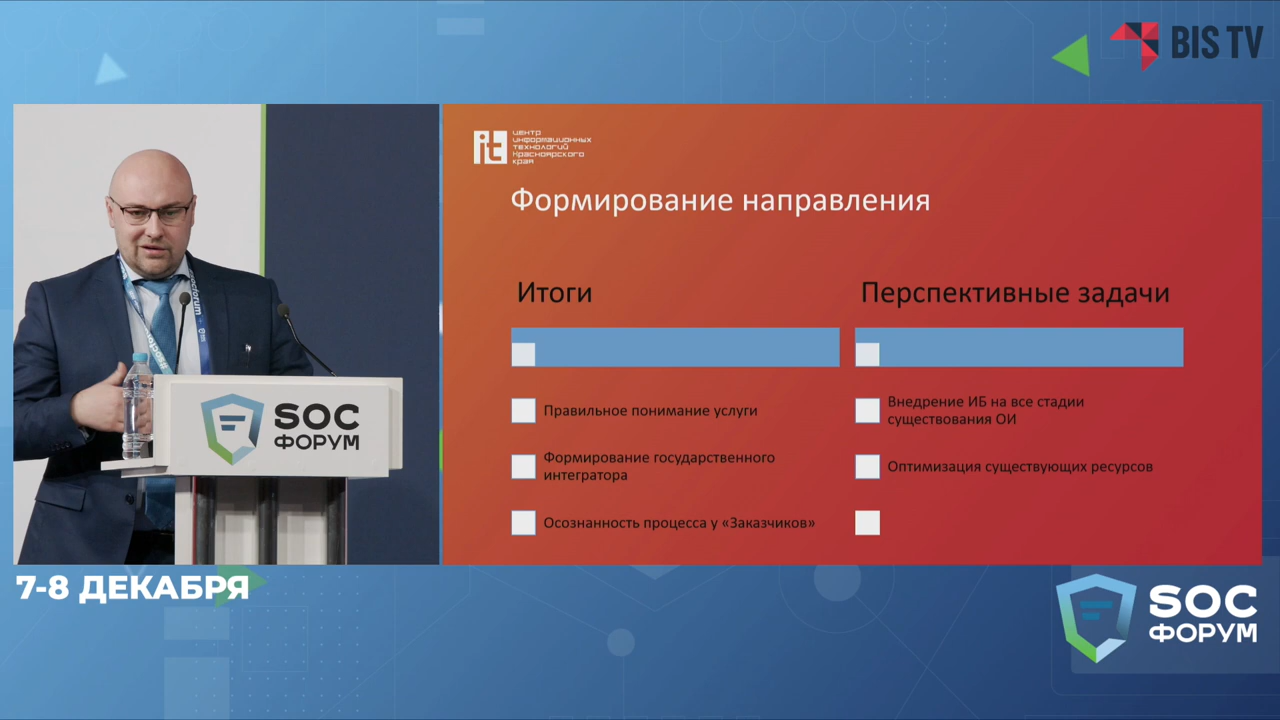 BIS TV
центр
информационных
технологий
Красноярского
края
Формирование направления
Итоги
Перспективные задачи
Правильное понимание услуги
Внедрение ИБ на все стадии
существования ОИ
Формирование государственного
интегратора
Оптимизация существующих ресурсов
Осознанность процесса у «Заказчиков»
SOC
ФОРУМ
7-8 ДЕКАБРЯ
SOC
ФОРУМ